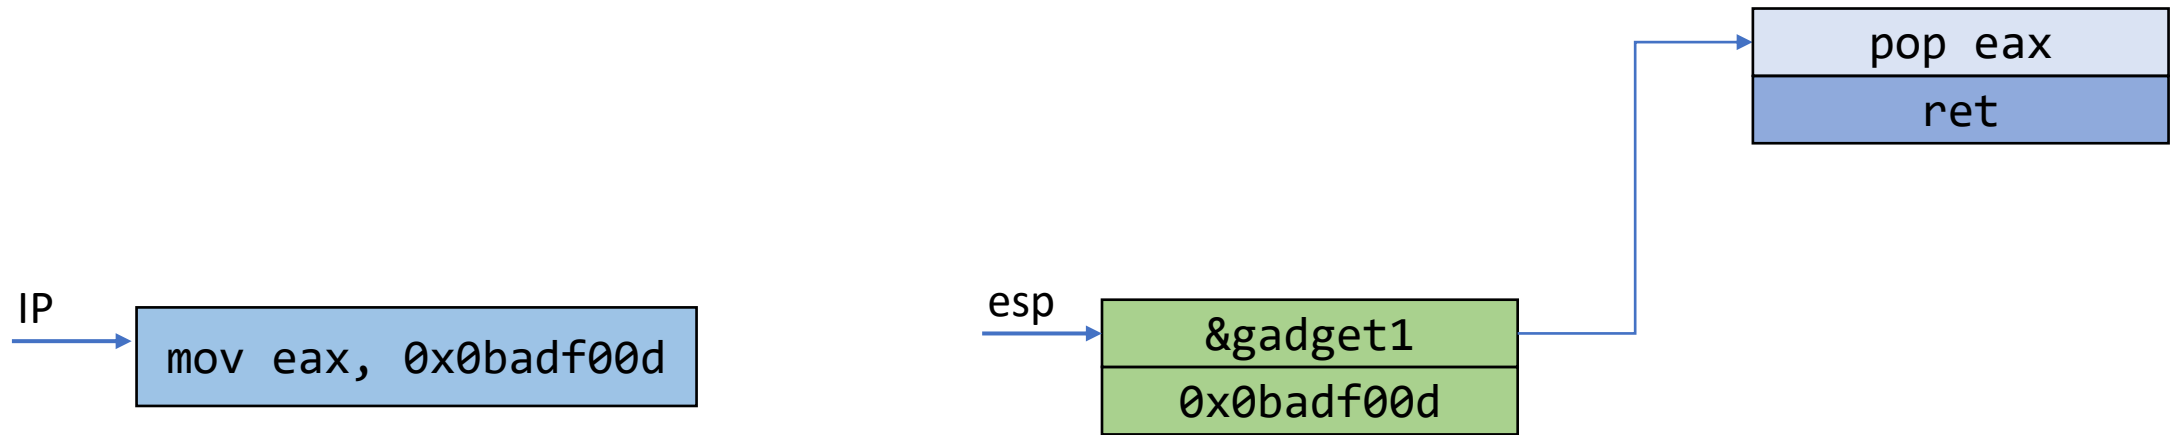 pop eax
ret
IP
mov eax, 0x0badf00d
esp
&gadget1
0x0badf00d